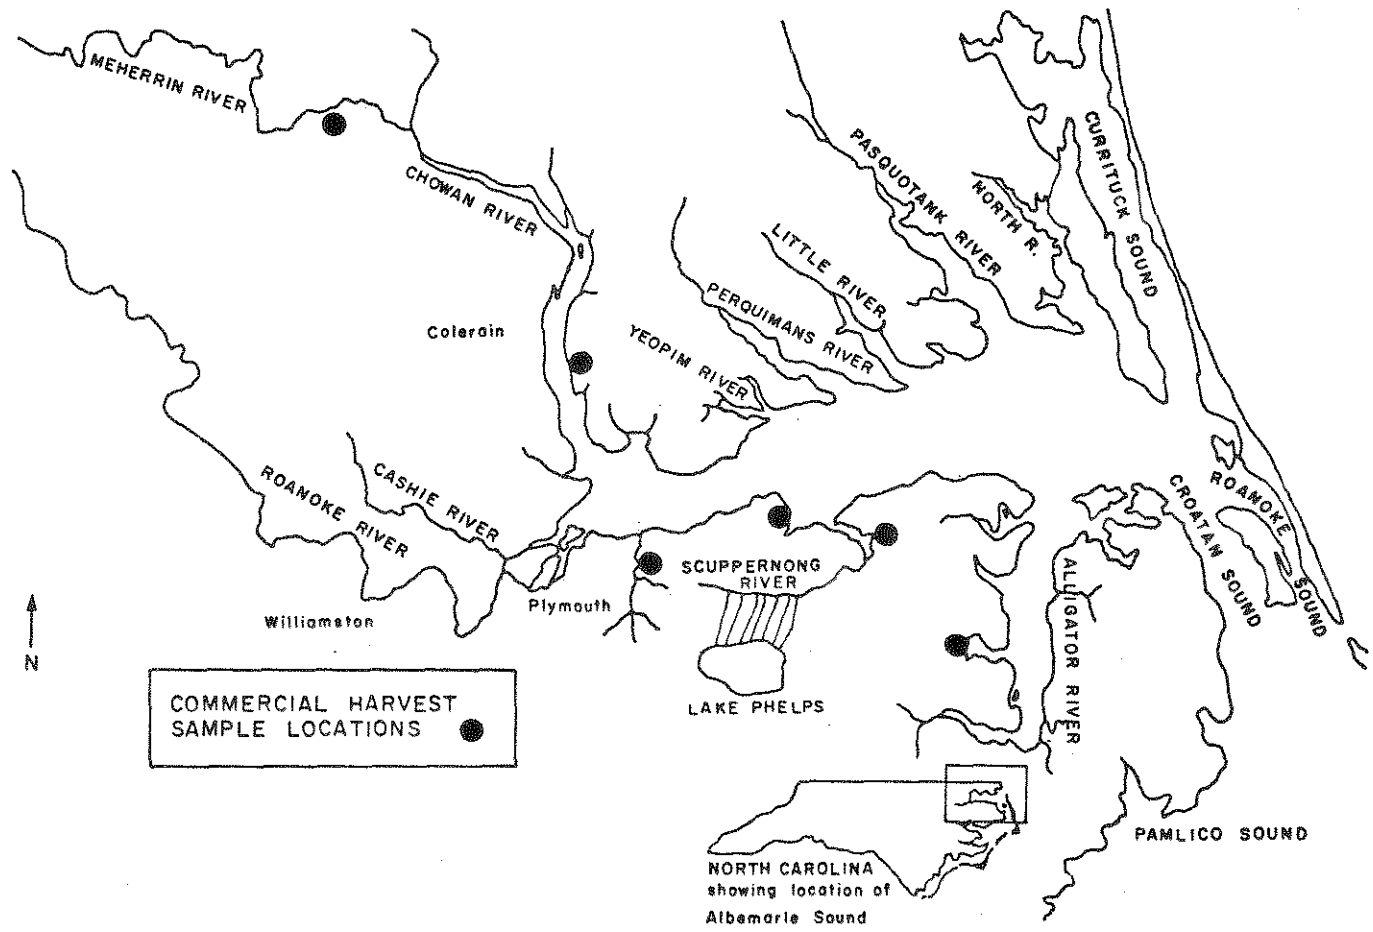 MEHERRIN RIVER
CHOWAN RIVER
PASQUOTANK RIVER
NORTH R.
CURRITUCK SOUND
LITTLE RIVER
PERQUIMANS RIVER
YEOPIM RIVER
Colerain
ROANOKE RIVER
CASHIE RIVER
CROATAN SOUND
ROANOKE SOUND
SCUPPERNONG
RIVER
ALLIGATOR RIVER
Plymouth
Williamston
N
LAKE PHELPS
COMMERCIAL HARVEST
SAMPLE LOCATIONS
PAMLICO SOUND
NORTH CAROLINA
showing location of
Albemarle Sound